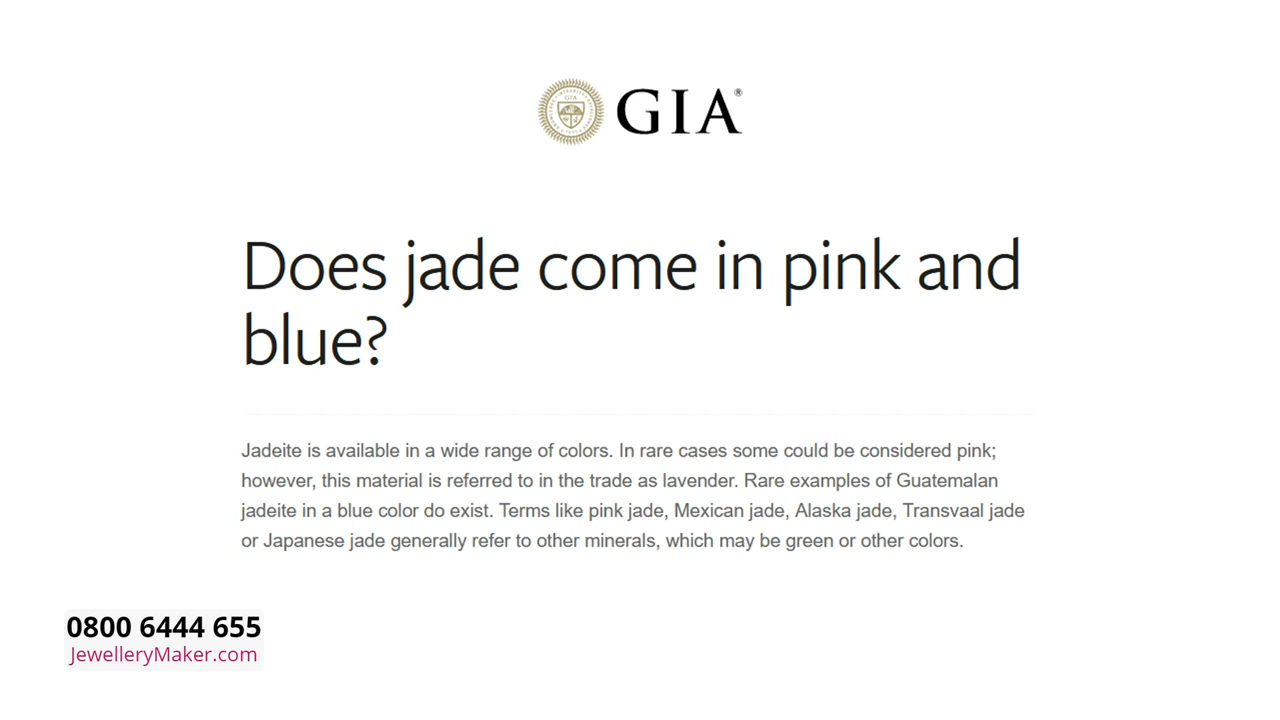 GIA®
Does jade come in pink and
blue?
Jadeite is available in a wide range of colors. In rare cases some could be considered pink;
however, this material is referred to in the trade as lavender. Rare examples of Guatemalan
jadeite in a blue color do exist. Terms like pink jade, Mexican jade, Alaska jade, Transvaal jade
or Japanese jade generally refer to other minerals, which may be green or other colors.
0800 6444 655
JewelleryMaker.com